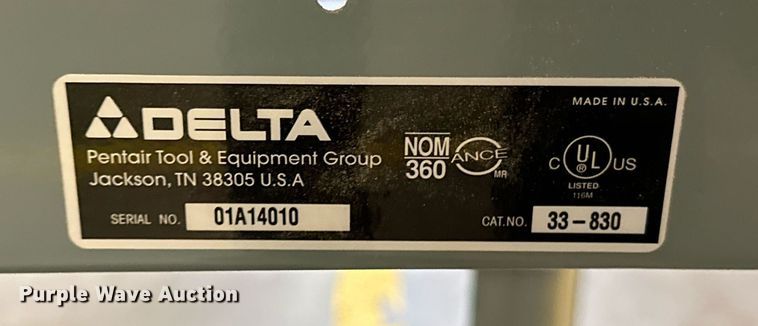 DELTA
MADE IN U.S.A.
Pentair Tool & Equipment Group
Jackson, TN 38305 U.S.A
NOM
360
ANCE
MR
C UL US
®
LISTED
116M
SERIAL NO. 01A14010
CAT.NO. 33-830
Purple Wave Auction